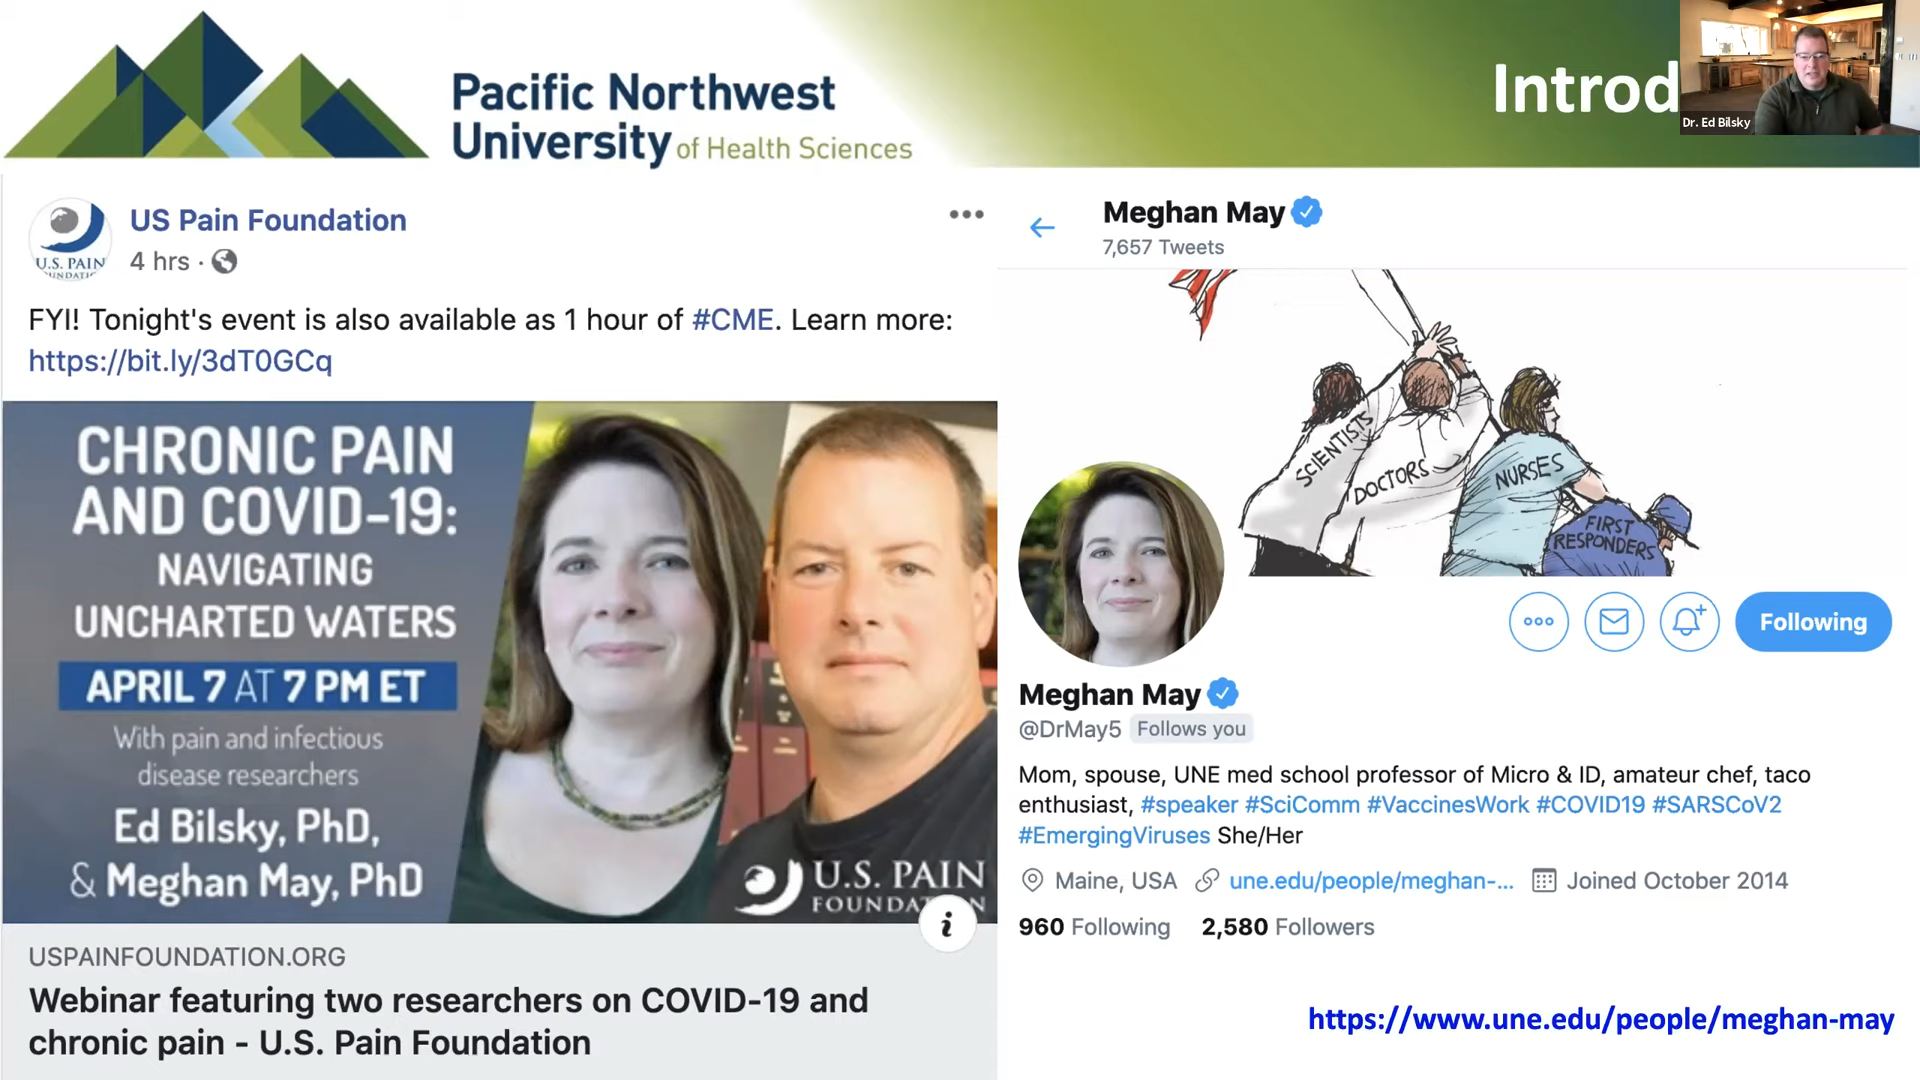 Pacific Northwest
University of Health Sciences
Introd
Dr. Ed Bilsky
US Pain Foundation
4 hrs ·
U.S. PAIN
FYI! Tonight's event is also available as 1 hour of #CME. Learn more:
https://bit.ly/3dT0GCq
CHRONIC PAIN
AND COVID-19:
NAVIGATING
UNCHARTED WATERS
APRIL 7 AT 7 PM ET
With pain and infectious
disease researchers
Ed Bilsky, PhD,
& Meghan May, PhD
U.S. PAIN
FOUNDA
i
USPAINFOUNDATION.ORG
Webinar featuring two researchers on COVID-19 and
chronic pain - U.S. Pain Foundation
Meghan May
7,657 Tweets
SCIENTISTS
DOCTORS
NURSES
FIRST
RESPONDERS
Following
Meghan May
@DrMay5 Follows you
Mom, spouse, UNE med school professor of Micro & ID, amateur chef, taco
enthusiast, #speaker #SciComm #VaccinesWork #COVID19 #SARSCoV2
#EmergingViruses She/Her
Maine, USA une.edu/people/meghan-... Joined October 2014
960 Following 2,580 Followers
https://www.une.edu/people/meghan-may